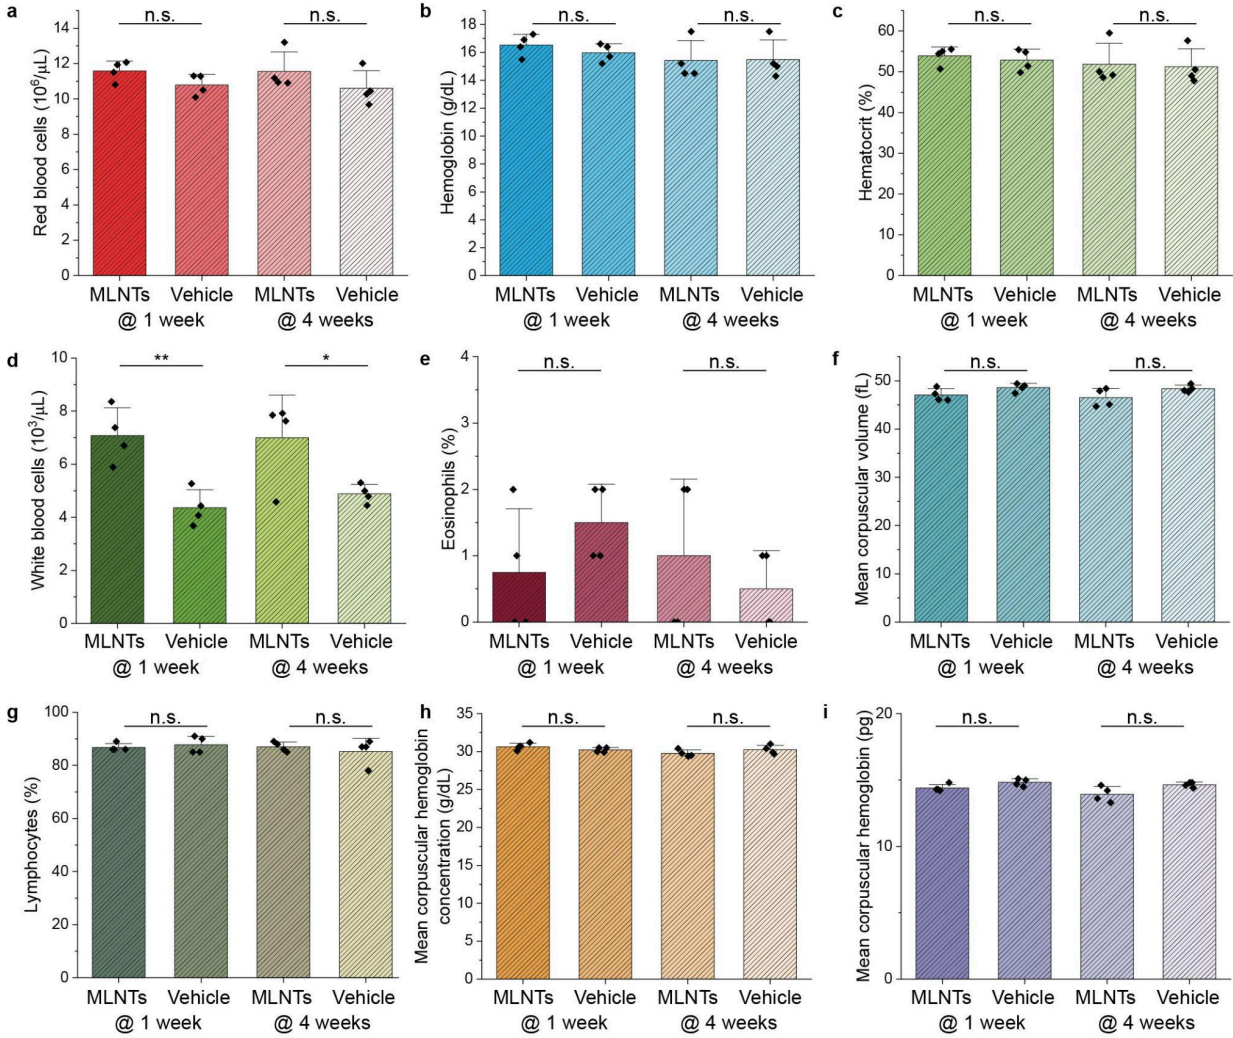 a
Red blood cells (10⁶/μL)
14
12
10
8
6
4
2
0
n.s.
n.s.
MLNTs
Vehicle
MLNTs
Vehicle
@ 1 week
@ 4 weeks
b
Hemoglobin (g/dL)
18
16
14
12
10
8
6
4
2
0
n.s.
n.s.
MLNTs
Vehicle
MLNTs
Vehicle
@ 1 week
@ 4 weeks
c
Hematocrit (%)
60
50
40
30
20
10
0
n.s.
n.s.
MLNTs
Vehicle
MLNTs
Vehicle
@ 1 week
@ 4 weeks
d
White blood cells (10³/μL)
10
8
6
4
2
0
**
*
MLNTs
Vehicle
MLNTs
Vehicle
@ 1 week
@ 4 weeks
e
Eosinophils (%)
4
3
2
1
0
n.s.
n.s.
MLNTs
Vehicle
MLNTs
Vehicle
@ 1 week
@ 4 weeks
f
Mean corpuscular volume (fL)
50
40
30
20
10
0
n.s.
n.s.
MLNTs
Vehicle
MLNTs
Vehicle
@ 1 week
@ 4 weeks
g
Lymphocytes (%)
100
80
60
40
20
0
n.s.
n.s.
MLNTs
Vehicle
MLNTs
Vehicle
@ 1 week
@ 4 weeks
h
Mean corpuscular hemoglobin
concentration (g/dL)
35
30
25
20
15
10
5
0
n.s.
n.s.
MLNTs
Vehicle
MLNTs
Vehicle
@ 1 week
@ 4 weeks
i
Mean corpuscular hemoglobin (pg)
20
10
0
n.s.
n.s.
MLNTs
Vehicle
MLNTs
Vehicle
@ 1 week
@ 4 weeks